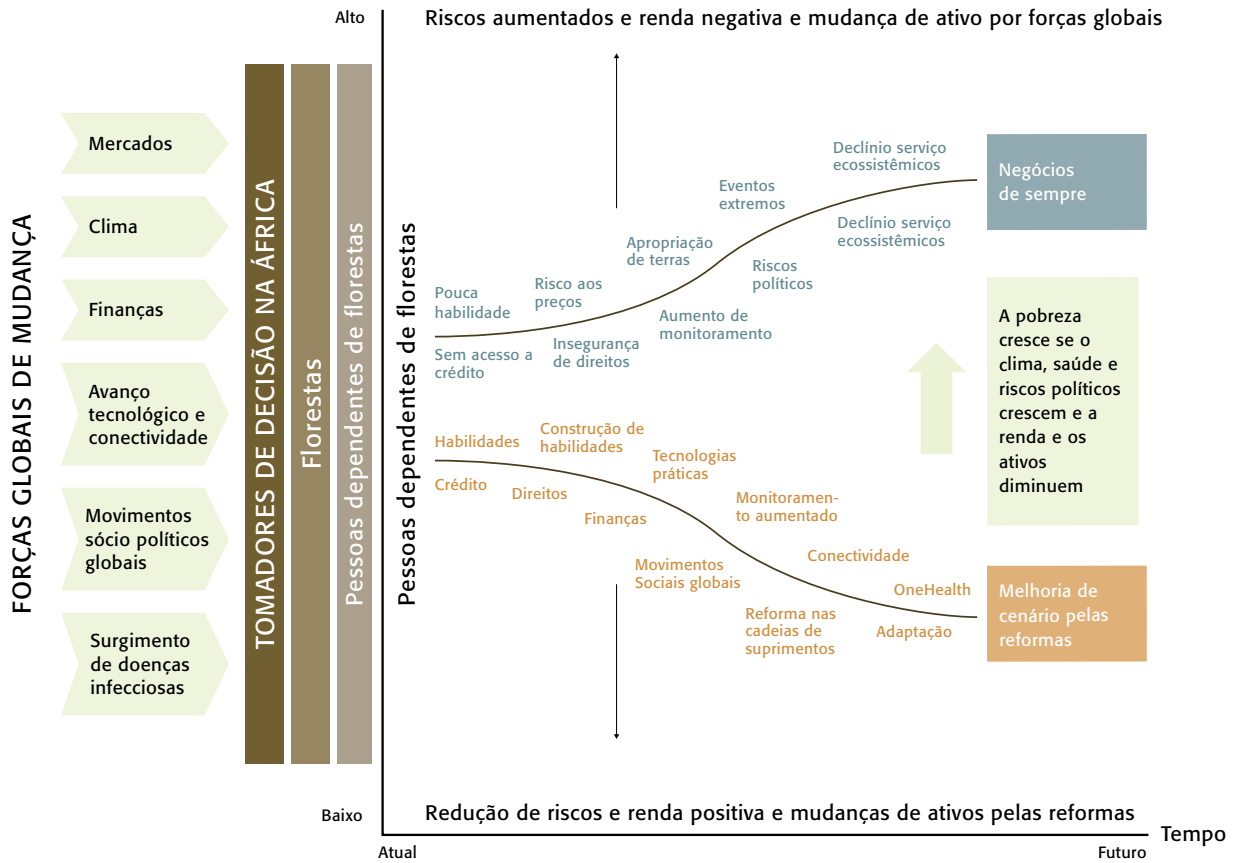 FORÇAS GLOBAIS DE MUDANÇA
Mercados
Clima
Finanças
Avanço
tecnológico e
conectividade
Movimentos
sócio políticos
globais
Surgimento
de doenças
infecciosas
TOMADORES DE DECISÃO NA ÁFRICA
Florestas
Pessoas dependentes de florestas
Alto
Riscos aumentados e renda negativa e mudança de ativo por forças globais
Pessoas dependentes de florestas
Pouca
habilidade
Sem acesso a
crédito
Risco aos
preços
Insegurança
de direitos
Apropriação
de terras
Aumento de
monitoramento
Eventos
extremos
Riscos
políticos
Declínio serviço
ecossistêmicos
Declínio serviço
ecossistêmicos
Negócios
de sempre
A pobreza
cresce se o
clima, saúde e
riscos políticos
crescem e a
renda e os
ativos
diminuem
Habilidades
Crédito
Construção de
habilidades
Direitos
Finanças
Tecnologias
práticas
Movimentos
Sociais globais
Monitoramen-
to aumentado
Reforma nas
cadeias de
suprimentos
Conectividade
OneHealth
Adaptação
Melhoria de
cenário pelas
reformas
Baixo
Redução de riscos e renda positiva e mudanças de ativos pelas reformas
Atual
Futuro
Tempo